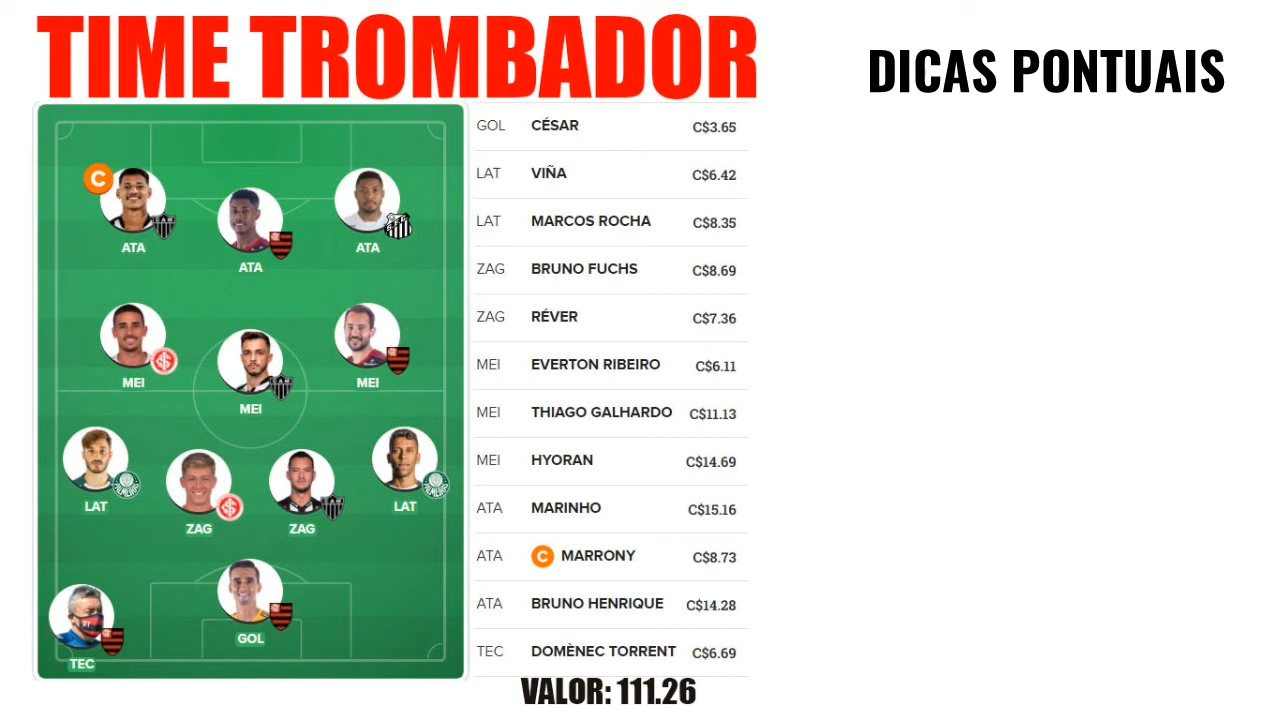 TIME TROMBADOR
DICAS PONTUAIS
C
ATA
ATA
ATA
MEI
MEI
MEI
LAT
ZAG
ZAG
LAT
GOL
TEC
GOL CÉSAR C$3.65
LAT VIÑA C$6.42
LAT MARCOS ROCHA C$8.35
ZAG BRUNO FUCHS C$8.69
ZAG RÉVER C$7.36
MEI EVERTON RIBEIRO C$6.11
MEI THIAGO GALHARDO C$11.13
MEI HYORAN C$14.69
ATA MARINHO C$15.16
ATA C MARRONY C$8.73
ATA BRUNO HENRIQUE C$14.28
TEC DOMÈNEC TORRENT C$6.69
VALOR: 111.26